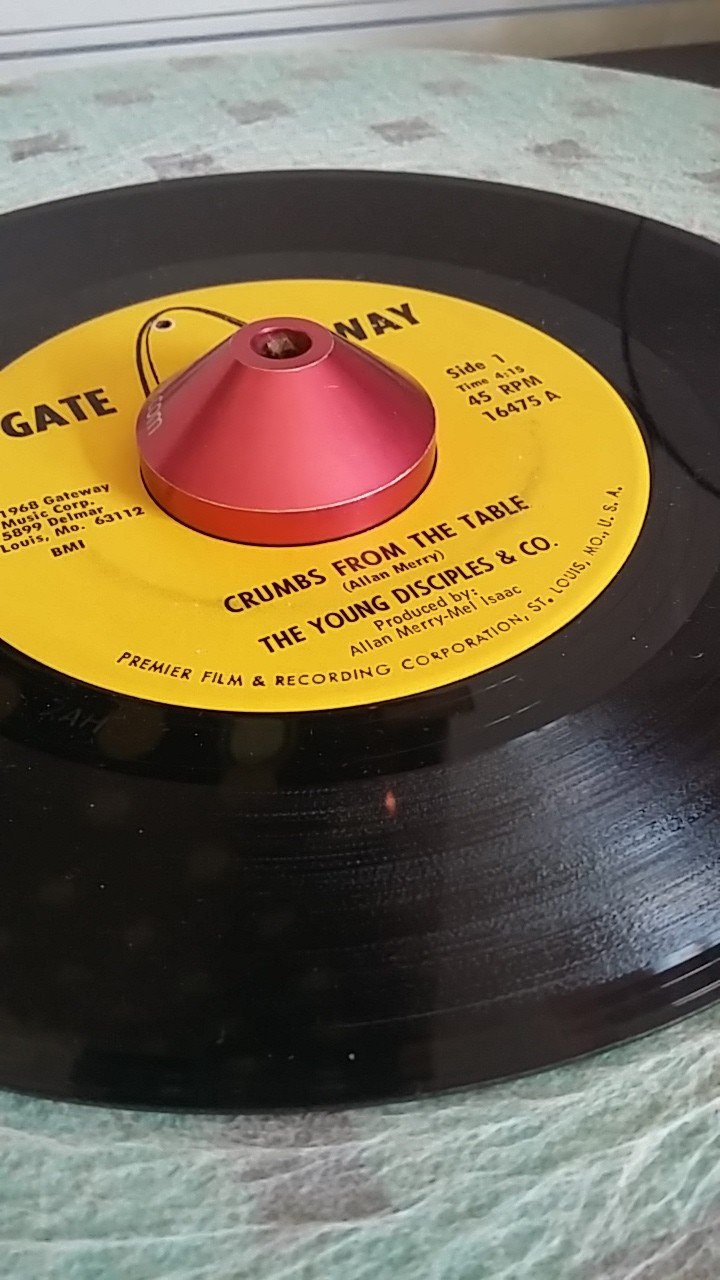 GATE WAY
Side 1
Time 4:15
45 RPM
16475 A
1968 Gateway
Music Corp.
5899 Delmar
Louis, Mo. 63112
BMI
CRUMBS FROM THE TABLE
(Allan Merry)
THE YOUNG DISCIPLES & CO.
Produced by:
Allan Merry-Mel Isaac
PREMIER FILM & RECORDING CORPORATION, ST. LOUIS, MO., U. S. A.